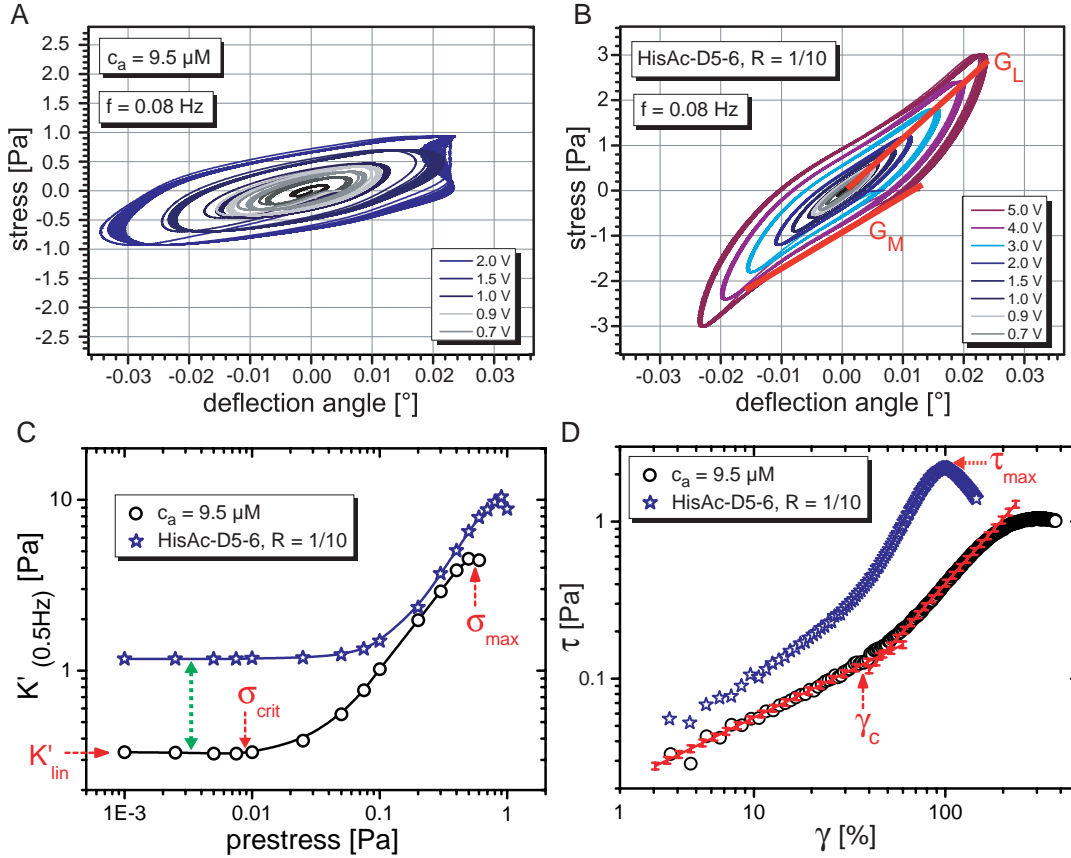 A
c_a = 9.5 µM
f = 0.08 Hz
stress [Pa]
2.5
2.0
1.5
1.0
0.5
0.0
-0.5
-1.0
-1.5
-2.0
-2.5
2.0 V
1.5 V
1.0 V
0.9 V
0.7 V
-0.03 -0.02 -0.01 0.00 0.01 0.02 0.03
deflection angle [°]
B
HisAc-D5-6, R = 1/10
f = 0.08 Hz
G_L
G_M
stress [Pa]
3
2
1
0
-1
-2
-3
5.0 V
4.0 V
3.0 V
2.0 V
1.0 V
0.9 V
0.7 V
-0.03 -0.02 -0.01 0.00 0.01 0.02 0.03
deflection angle [°]
C
c_a = 9.5 µM
HisAc-D5-6, R = 1/10
K' (0.5Hz) [Pa]
10
1
σ_max
σ_crit
K'_lin
1E-3 0.01 0.1 1
prestress [Pa]
D
c_a = 9.5 µM
HisAc-D5-6, R = 1/10
τ_max
τ [Pa]
1
0.1
γ_c
1 10 100
γ [%]